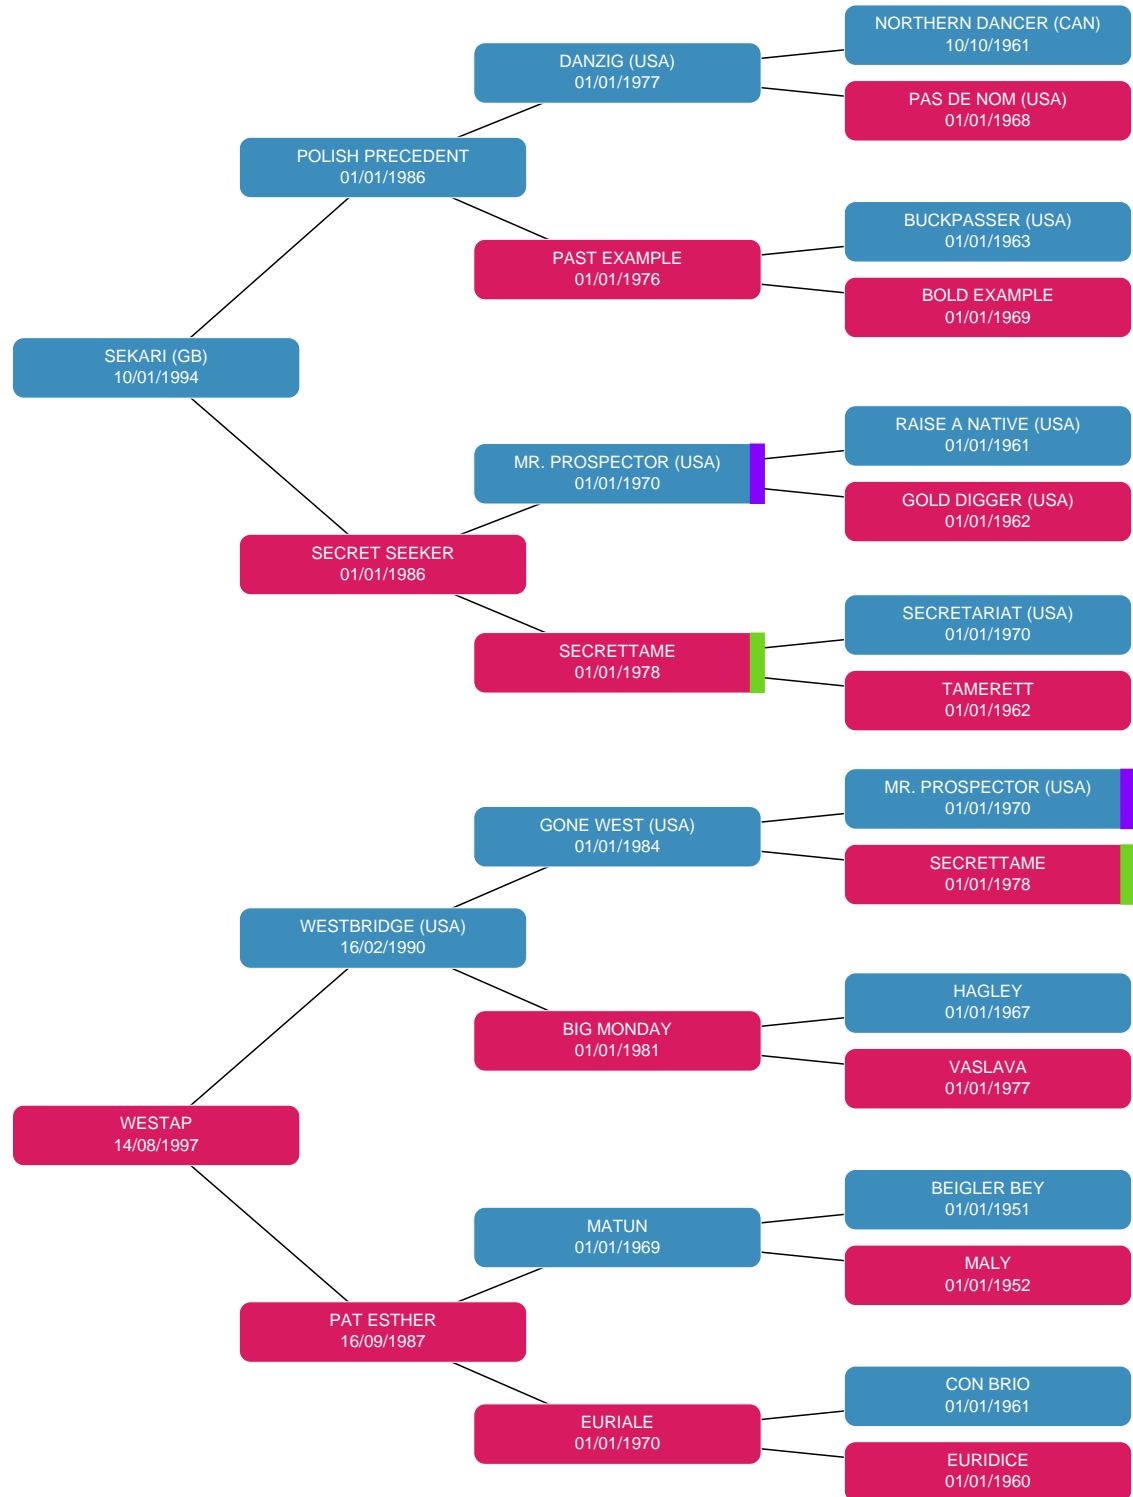 NORTHERN DANCER (CAN)
10/10/1961
DANZIG (USA)
01/01/1977
PAS DE NOM (USA)
01/01/1968
POLISH PRECEDENT
01/01/1986
BUCKPASSER (USA)
01/01/1963
PAST EXAMPLE
01/01/1976
BOLD EXAMPLE
01/01/1969
SEKARI (GB)
10/01/1994
RAISE A NATIVE (USA)
01/01/1961
MR. PROSPECTOR (USA)
01/01/1970
GOLD DIGGER (USA)
01/01/1962
SECRET SEEKER
01/01/1986
SECRETARIAT (USA)
01/01/1970
SECRETTAME
01/01/1978
TAMERETT
01/01/1962
MR. PROSPECTOR (USA)
01/01/1970
GONE WEST (USA)
01/01/1984
SECRETTAME
01/01/1978
WESTBRIDGE (USA)
16/02/1990
HAGLEY
01/01/1967
BIG MONDAY
01/01/1981
VASLAVA
01/01/1977
WESTAP
14/08/1997
BEIGLER BEY
01/01/1951
MATUN
01/01/1969
MALY
01/01/1952
PAT ESTHER
16/09/1987
CON BRIO
01/01/1961
EURIALE
01/01/1970
EURIDICE
01/01/1960